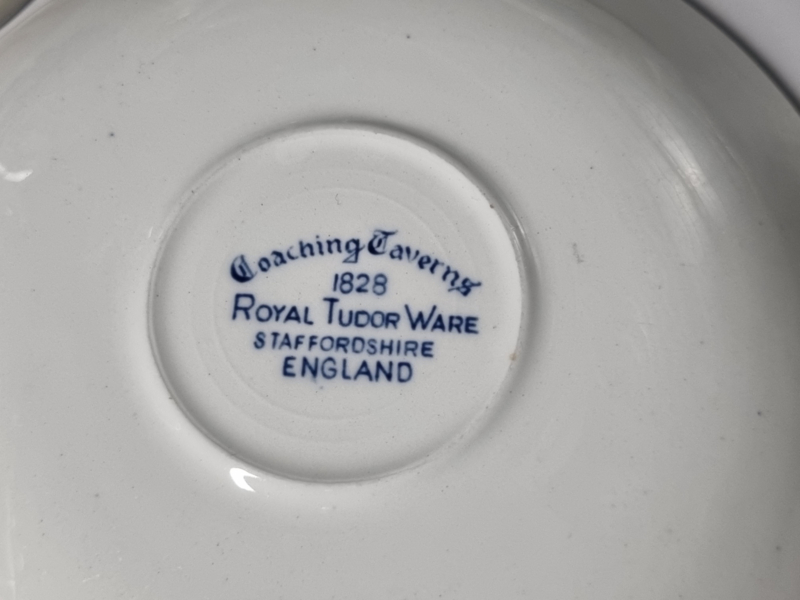 Coaching Taverns
1828
ROYAL TUDOR WARE
STAFFORDSHIRE
ENGLAND